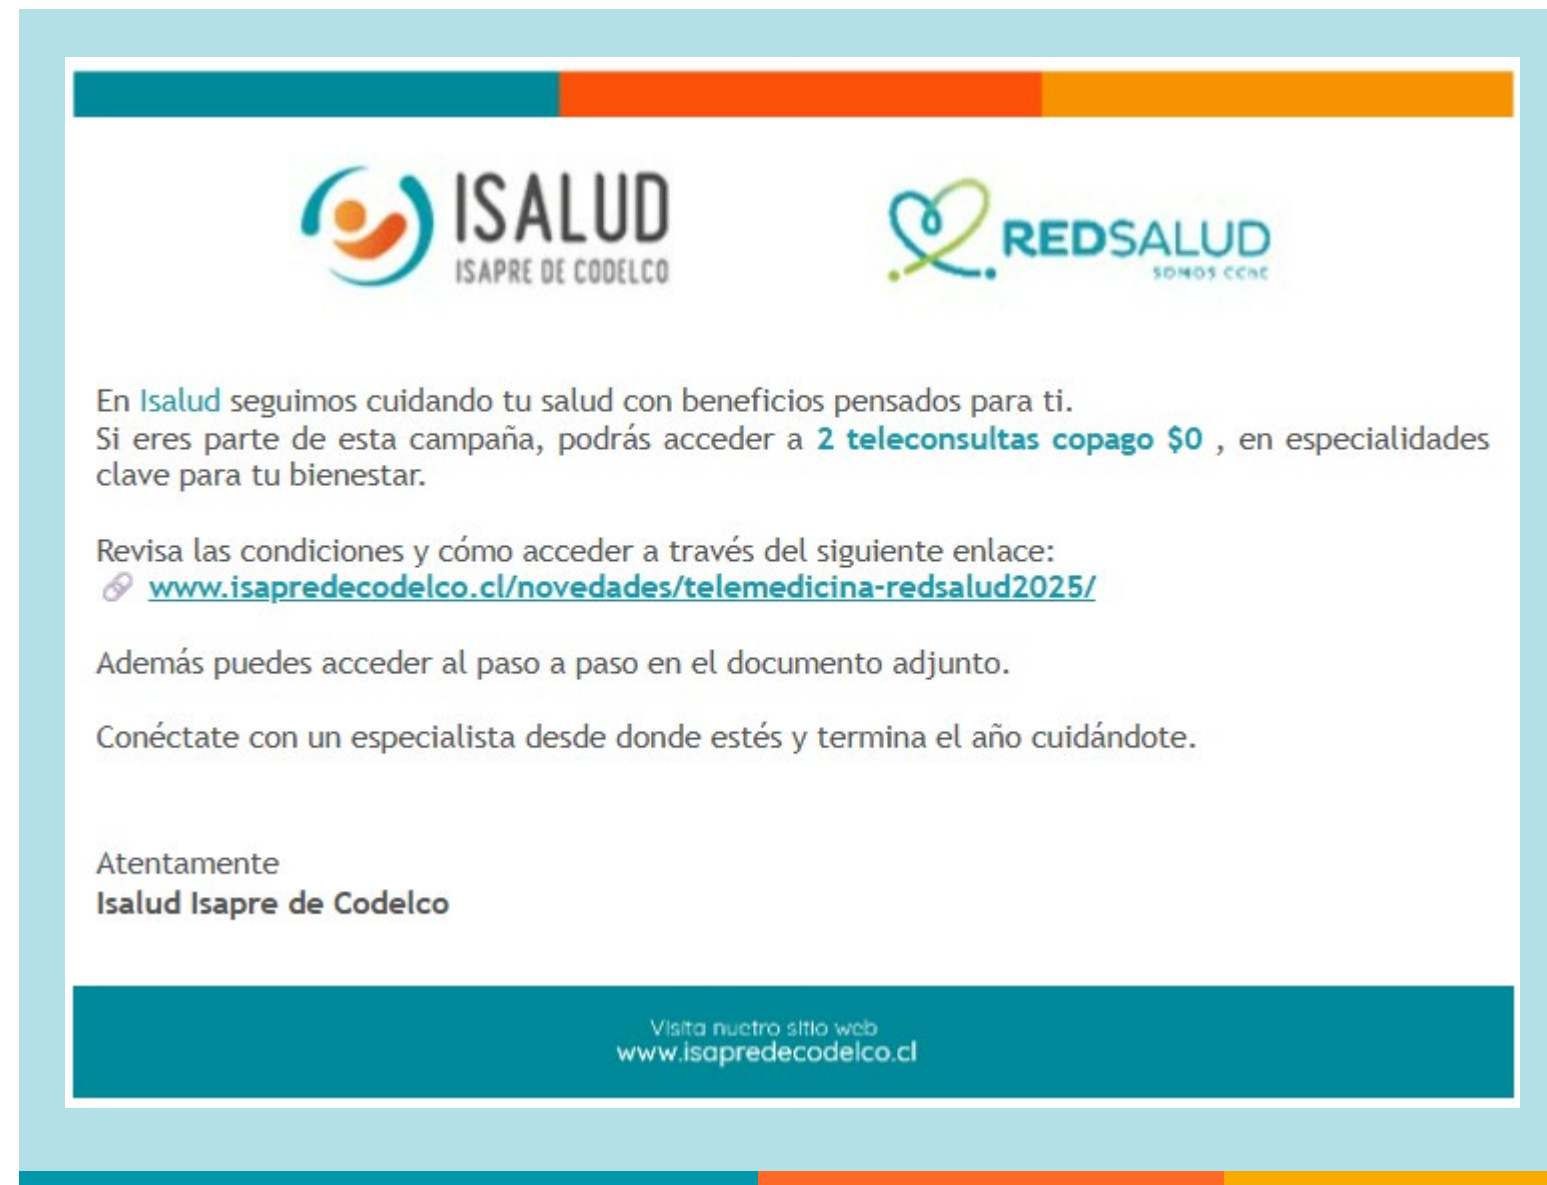 ISALUD
ISAPRE DE CODELCO
REDSALUD
SOMOS CChC
En Isalud seguimos cuidando tu salud con beneficios pensados para ti.
Si eres parte de esta campaña, podrás acceder a 2 teleconsultas copago $0 , en especialidades
clave para tu bienestar.
Revisa las condiciones y cómo acceder a través del siguiente enlace:
www.isapredecodelco.cl/novedades/telemedicina-redsalud2025/
Además puedes acceder al paso a paso en el documento adjunto.
Conéctate con un especialista desde donde estés y termina el año cuidándote.
Atentamente
Isalud Isapre de Codelco
Visita nuetro sitio web
www.isapredecodelco.cl